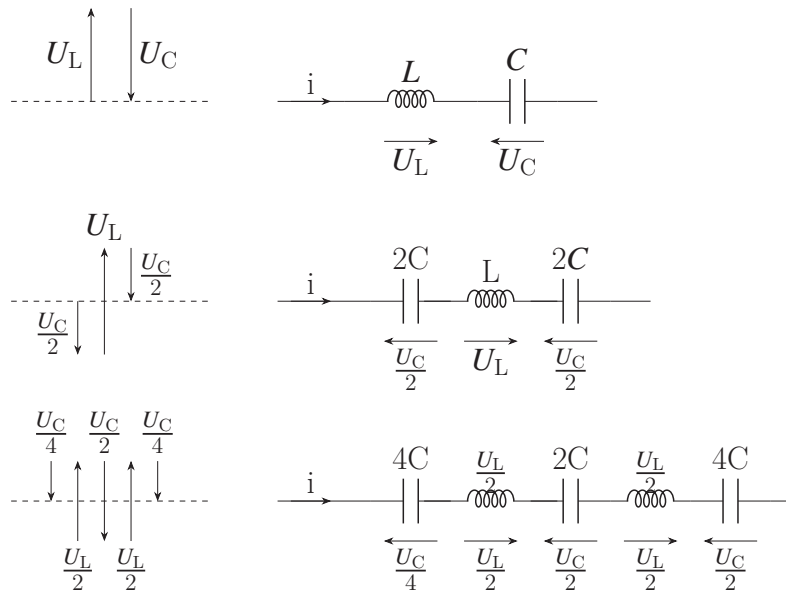 U_L U_C i L C
U_L U_C
U_L U_C/2 2C L 2C
U_C/2 i
U_C/2 U_L U_C/2
U_C/4 U_C/2 U_C/4 4C U_L/2 2C U_L/2 4C
i
U_L/2 U_L/2 U_C/4 U_L/2 U_C/2 U_L/2 U_C/2